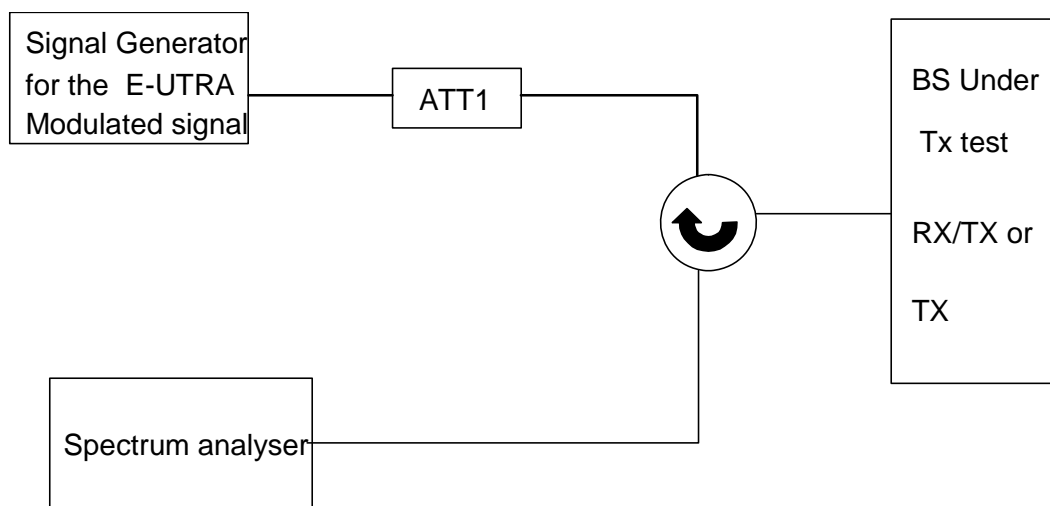 Signal Generator
for the E-UTRA
Modulated signal
ATT1
BS Under
Tx test
RX/TX or
TX
Spectrum analyser